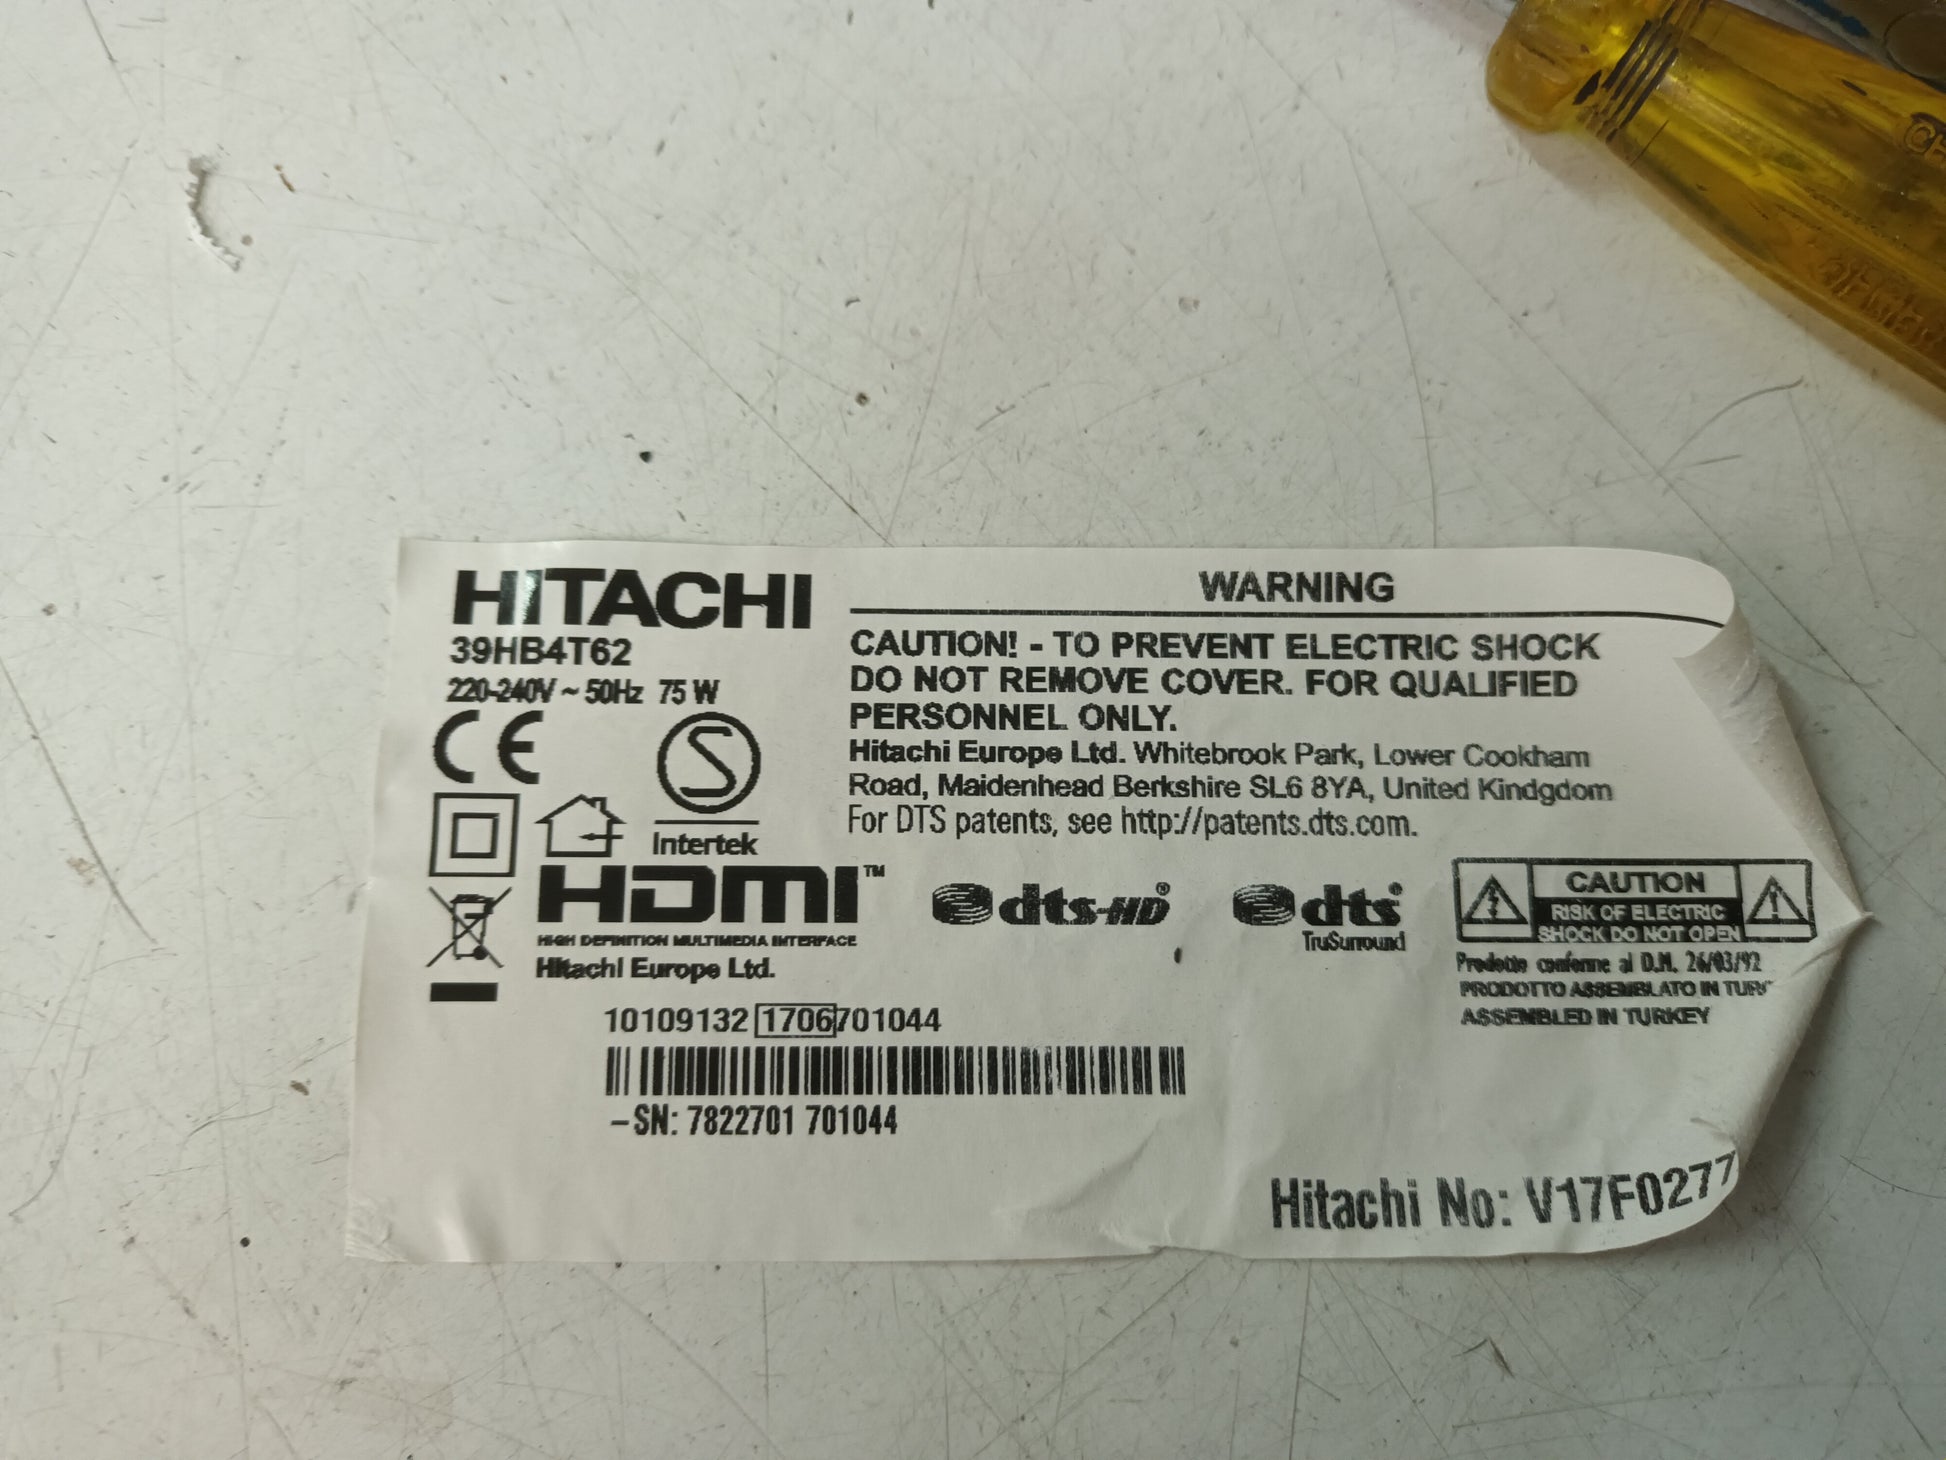 HITACHI
39HB4T62
220-240V ~ 50Hz 75 W
CE
S
Intertek
HDMI™
HIGH DEFINITION MULTIMEDIA INTERFACE
Hitachi Europe Ltd.
WARNING
CAUTION! - TO PREVENT ELECTRIC SHOCK
DO NOT REMOVE COVER. FOR QUALIFIED
PERSONNEL ONLY.
Hitachi Europe Ltd. Whitebrook Park, Lower Cookham
Road, Maidenhead Berkshire SL6 8YA, United Kindgdom
For DTS patents, see http://patents.dts.com.
dts-HD®
dts®
TruSurround
CAUTION
RISK OF ELECTRIC
SHOCK DO NOT OPEN
Prodotto conforme al D.M. 26/03/92
PRODOTTO ASSEMBLATO IN
ASSEMBLED IN TURKEY
10109132 1706 701044
-SN: 7822701 701044
Hitachi No: V17F0277